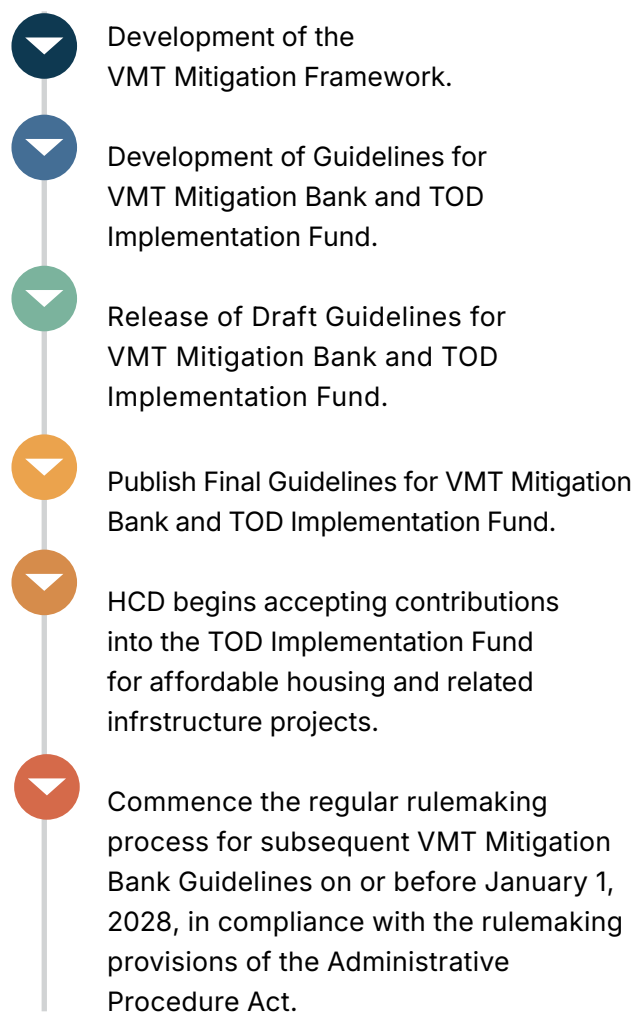 Development of the
VMT Mitigation Framework.
Development of Guidelines for
VMT Mitigation Bank and TOD
Implementation Fund.
Release of Draft Guidelines for
VMT Mitigation Bank and TOD
Implementation Fund.
Publish Final Guidelines for VMT Mitigation
Bank and TOD Implementation Fund.
HCD begins accepting contributions
into the TOD Implementation Fund
for affordable housing and related
infrstructure projects.
Commence the regular rulemaking
process for subsequent VMT Mitigation
Bank Guidelines on or before January 1,
2028, in compliance with the rulemaking
provisions of the Administrative
Procedure Act.